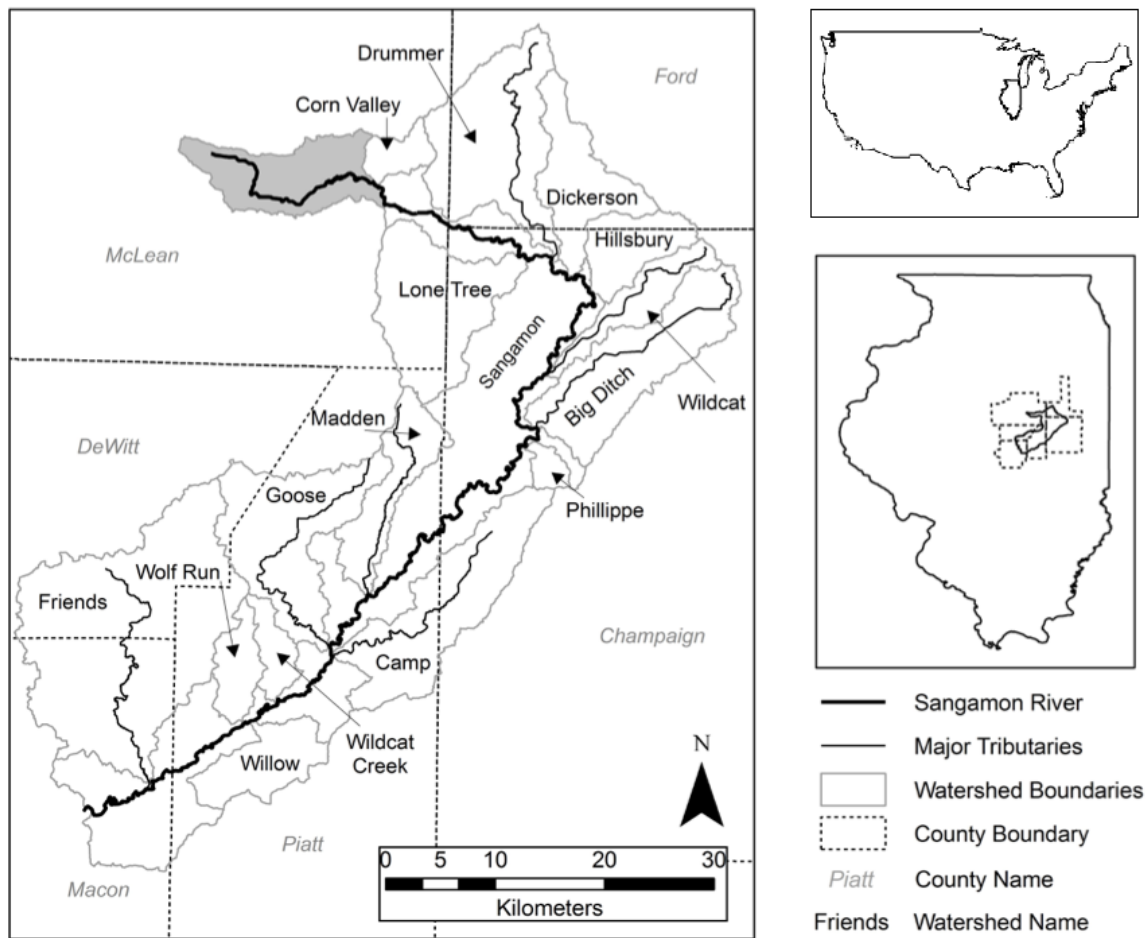 Drummer
Ford
Corn Valley
Dickerson
Hillsbury
McLean
Lone Tree
Sangamon
Wildcat
Big Ditch
Madden
DeWitt
Goose
Phillippe
Wolf Run
Friends
Champaign
Camp
Wildcat
Creek
Willow
Piatt
Macon
N
0 5 10 20 30
Kilometers
Sangamon River
Major Tributaries
Watershed Boundaries
County Boundary
Piatt County Name
Friends Watershed Name